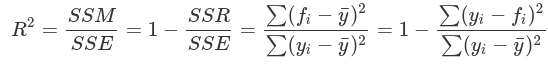 R² = SSM/SSE = 1 − SSR/SSE = ∑(fᵢ − ȳ)²/∑(yᵢ − ȳ)² = 1 − ∑(yᵢ − fᵢ)²/∑(yᵢ − ȳ)²